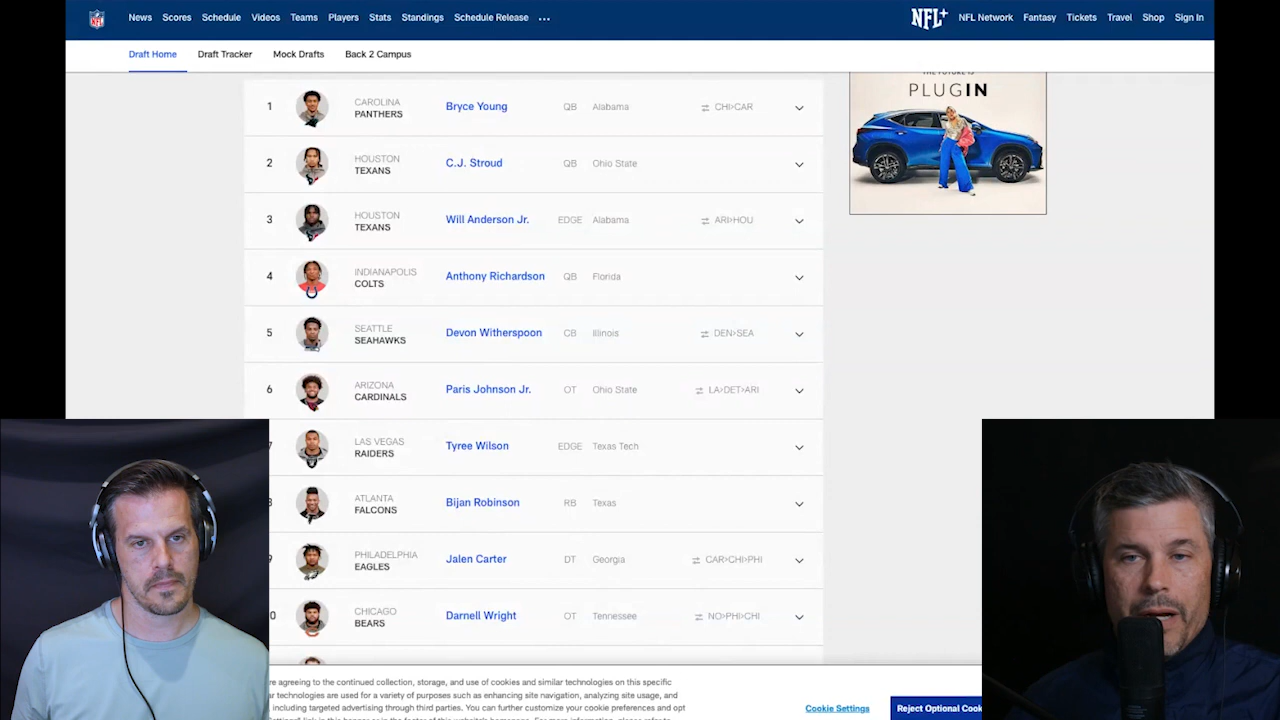 NFL
News Scores Schedule Videos Teams Players Stats Standings Schedule Release ... NFL+ NFL Network Fantasy Tickets Travel Shop Sign In
Draft Home Draft Tracker Mock Drafts Back 2 Campus
THE FUTURE IS
PLUGIN
1 CAROLINA PANTHERS Bryce Young QB Alabama CHI>CAR
2 HOUSTON TEXANS C.J. Stroud QB Ohio State
3 HOUSTON TEXANS Will Anderson Jr. EDGE Alabama ARI>HOU
4 INDIANAPOLIS COLTS Anthony Richardson QB Florida
5 SEATTLE SEAHAWKS Devon Witherspoon CB Illinois DEN>SEA
6 ARIZONA CARDINALS Paris Johnson Jr. OT Ohio State LA>DET>ARI
LAS VEGAS RAIDERS Tyree Wilson EDGE Texas Tech
ATLANTA FALCONS Bijan Robinson RB Texas
PHILADELPHIA EAGLES Jalen Carter DT Georgia CAR>CHI>PHI
0 CHICAGO BEARS Darnell Wright OT Tennessee NO>PHI>CHI
re agreeing to the continued collection, storage, and use of cookies and similar technologies on this specific
ar technologies are used for a variety of purposes such as enhancing site navigation, analyzing site usage, and
including targeted advertising through third parties. You can further customize your cookie preferences and opt
Cookie Settings Reject Optional Cook